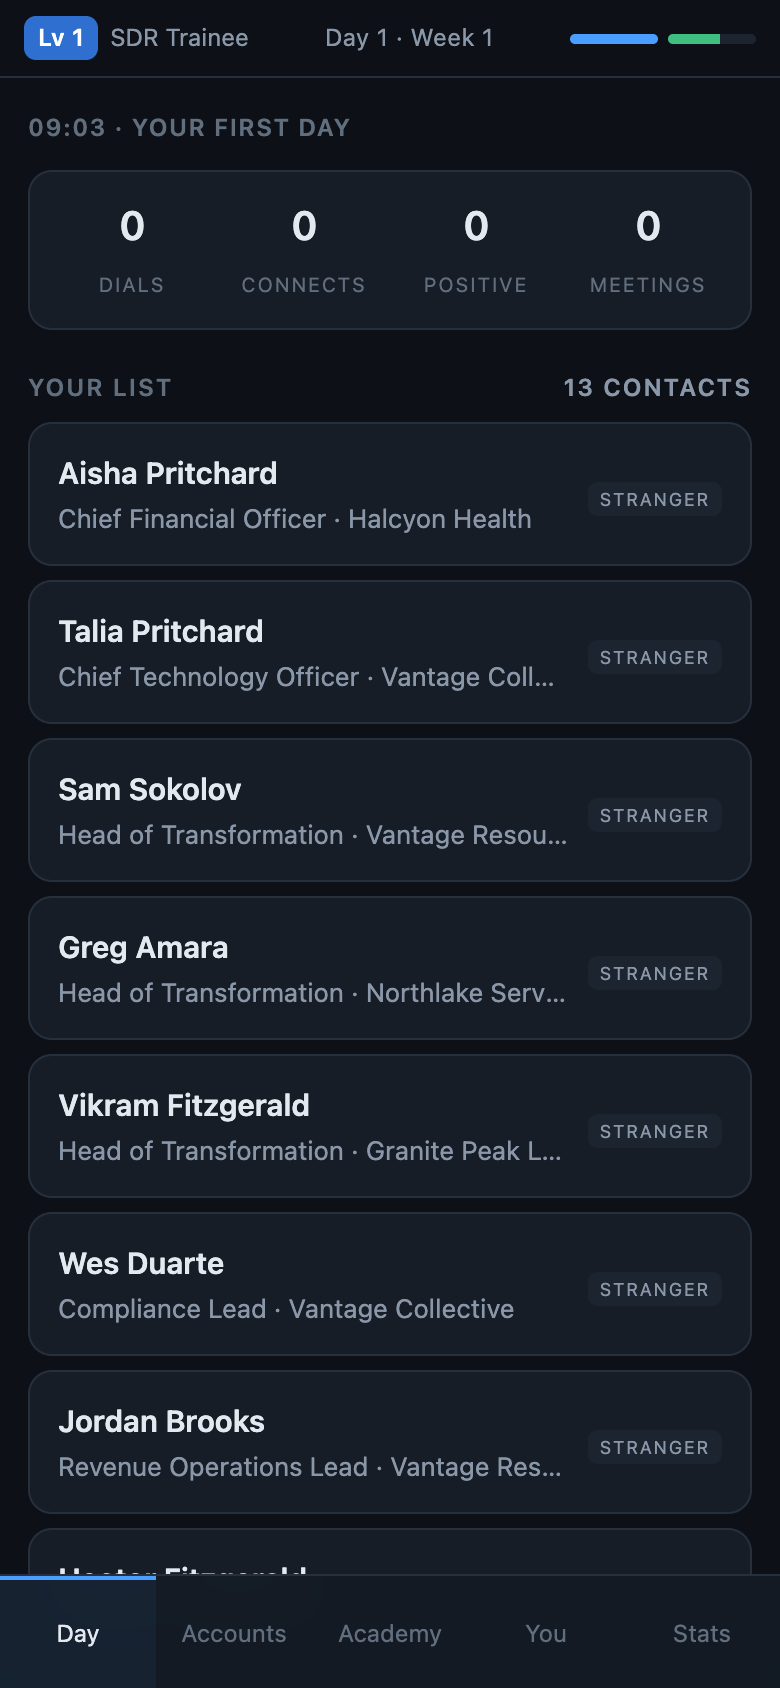 Lv 1 SDR Trainee Day 1 · Week 1
09:03 · YOUR FIRST DAY
0 0 0 0
DIALS CONNECTS POSITIVE MEETINGS
YOUR LIST 13 CONTACTS
Aisha Pritchard
Chief Financial Officer · Halcyon Health
STRANGER
Talia Pritchard
Chief Technology Officer · Vantage Coll...
STRANGER
Sam Sokolov
Head of Transformation · Vantage Resou...
STRANGER
Greg Amara
Head of Transformation · Northlake Serv...
STRANGER
Vikram Fitzgerald
Head of Transformation · Granite Peak L...
STRANGER
Wes Duarte
Compliance Lead · Vantage Collective
STRANGER
Jordan Brooks
Revenue Operations Lead · Vantage Res...
STRANGER
Fitzgerald
Day Accounts Academy You Stats